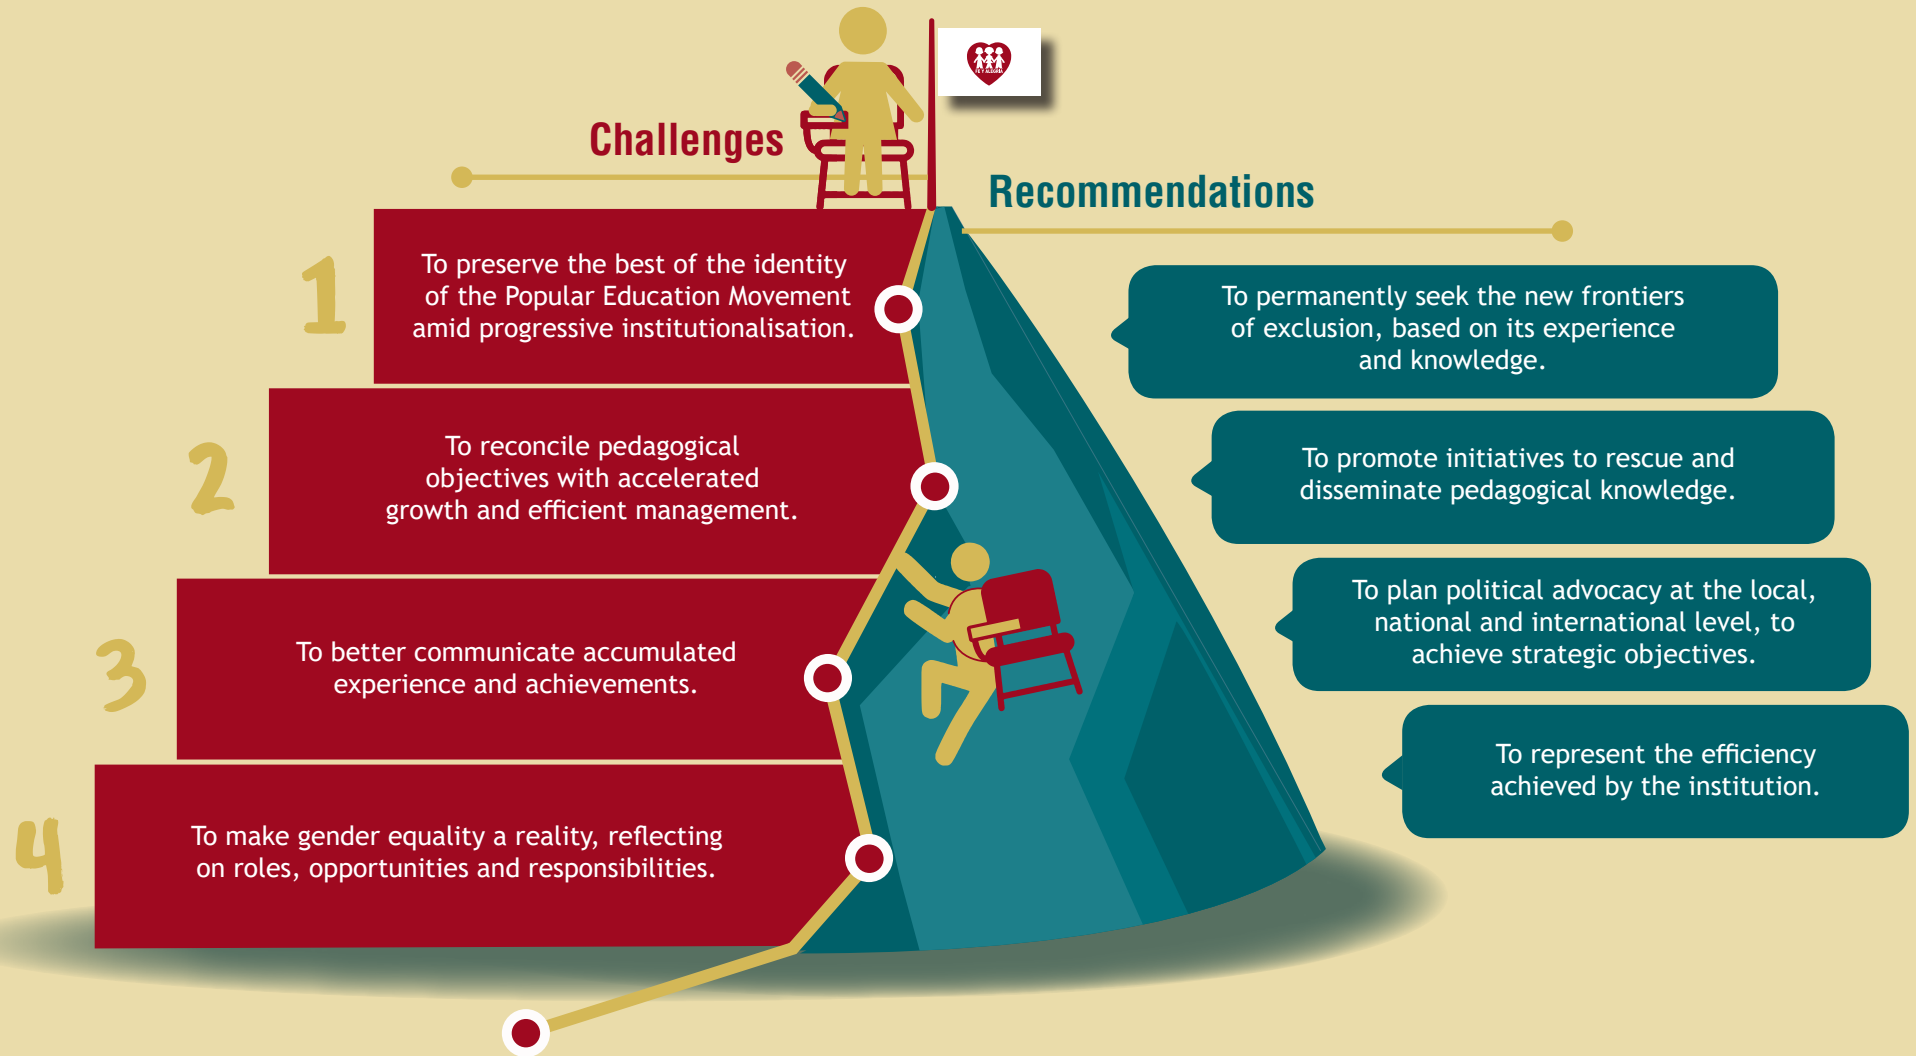 FE Y ALEGRÍA
Challenges
1
To preserve the best of the identity
of the Popular Education Movement
amid progressive institutionalisation.
2
To reconcile pedagogical
objectives with accelerated
growth and efficient management.
3
To better communicate accumulated
experience and achievements.
4
To make gender equality a reality, reflecting
on roles, opportunities and responsibilities.
Recommendations
To permanently seek the new frontiers
of exclusion, based on its experience
and knowledge.
To promote initiatives to rescue and
disseminate pedagogical knowledge.
To plan political advocacy at the local,
national and international level, to
achieve strategic objectives.
To represent the efficiency
achieved by the institution.